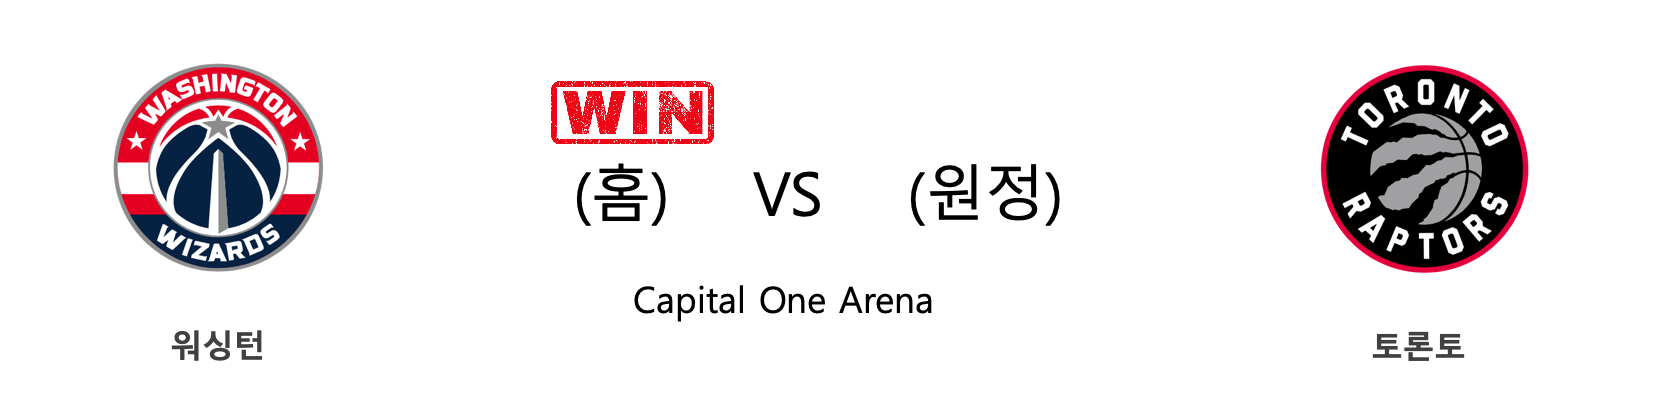 WASHINGTON
WIZARDS
워싱턴
WIN
(홈) VS (원정)
Capital One Arena
TORONTO
RAPTORS
토론토